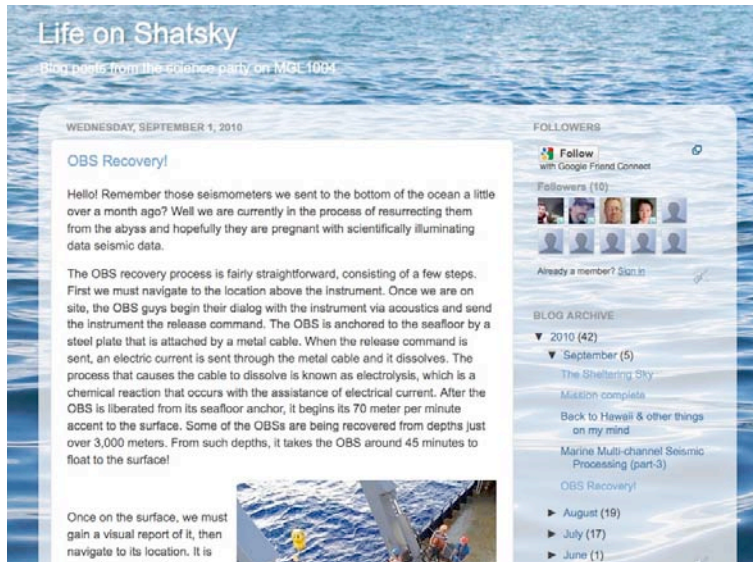 Life on Shatsky
Blog posts from the science party on MGL1004
WEDNESDAY, SEPTEMBER 1, 2010
OBS Recovery!
Hello! Remember those seismometers we sent to the bottom of the ocean a little
over a month ago? Well we are currently in the process of resurrecting them
from the abyss and hopefully they are pregnant with scientifically illuminating
data seismic data.
The OBS recovery process is fairly straightforward, consisting of a few steps.
First we must navigate to the location above the instrument. Once we are on
site, the OBS guys begin their dialog with the instrument via acoustics and send
the instrument the release command. The OBS is anchored to the seafloor by a
steel plate that is attached by a metal cable. When the release command is
sent, an electric current is sent through the metal cable and it dissolves. The
process that causes the cable to dissolve is known as electrolysis, which is a
chemical reaction that occurs with the assistance of electrical current. After the
OBS is liberated from its seafloor anchor, it begins its 70 meter per minute
accent to the surface. Some of the OBSs are being recovered from depths just
over 3,000 meters. From such depths, it takes the OBS around 45 minutes to
float to the surface!
Once on the surface, we must
gain a visual report of it, then
navigate to its location. It is
FOLLOWERS
Follow
with Google Friend Connect
Followers (10)
Already a member? Sign in
BLOG ARCHIVE
▼ 2010 (42)
▼ September (5)
The Sheltering Sky
Mission complete
Back to Hawaii & other things
on my mind
Marine Multi-channel Seismic
Processing (part-3)
OBS Recovery!
► August (19)
► July (17)
► June (1)